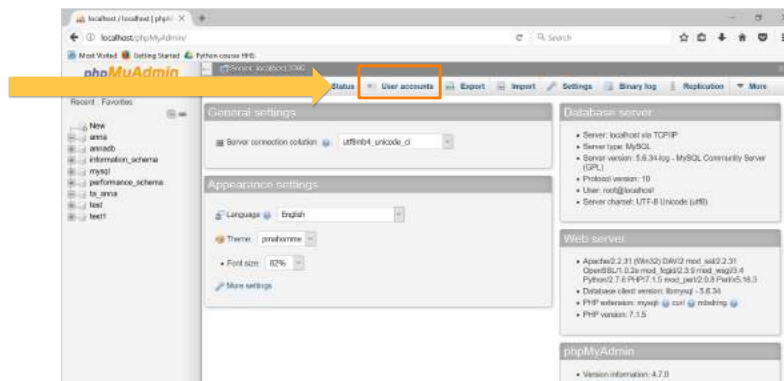 localhost / localhost | phpM
localhost/phpMyAdmin/
Search
Most Visited Getting Started Python course HHS
phpMyAdmin
Server: localhost:3306
Status User accounts Export Import Settings Binary log Replication More
Recent Favorites
New
anna
annadb
information_schema
mysql
performance_schema
ta_anna
test
test1
General settings
Server connection collation utf8mb4_unicode_ci
Appearance settings
Language English
Theme: pmahomme
Font size: 82%
More settings
Database server
Server: localhost via TCP/IP
Server type: MySQL
Server version: 5.6.34-log - MySQL Community Server
(GPL)
Protocol version: 10
User: root@localhost
Server charset: UTF-8 Unicode (utf8)
Web server
Apache/2.2.31 (Win32) DAV/2 mod_ssl/2.2.31
OpenSSL/1.0.2e mod_fcgid/2.3.9 mod_wsgi/3.4
Python/2.7.6 PHP/7.1.5 mod_perl/2.0.8 Perl/v5.16.3
Database client version: libmysql - 5.6.34
PHP extension: mysqli curl mbstring
PHP version: 7.1.5
phpMyAdmin
Version information: 4.7.0